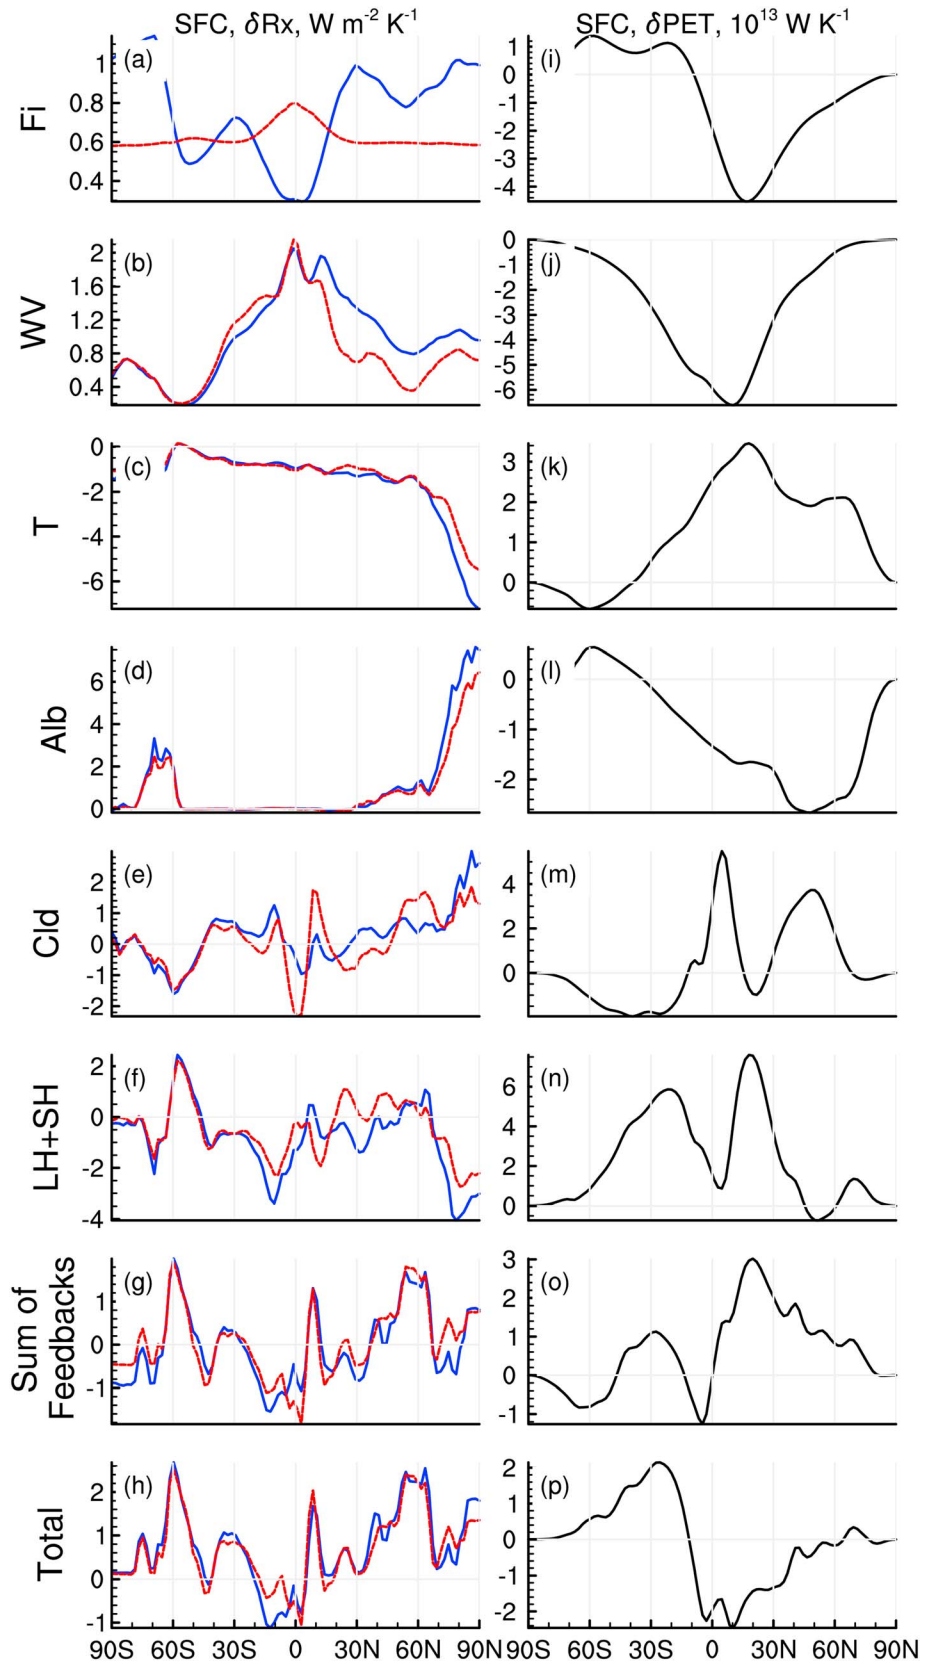 SFC, δRx, W m⁻² K⁻¹
SFC, δPET, 10¹³ W K⁻¹
Fi
(a)
1
0.8
0.6
0.4
(i)
1
0
-1
-2
-3
-4
WV
(b)
2
1.6
1.2
0.8
0.4
(j)
0
-1
-2
-3
-4
-5
-6
T
(c)
0
-2
-4
-6
(k)
3
2
1
0
Alb
(d)
6
4
2
0
(l)
0
-1
-2
Cld
(e)
2
1
0
-1
-2
(m)
4
2
0
LH+SH
(f)
2
0
-2
-4
(n)
6
4
2
0
Sum of
Feedbacks
(g)
1
0
-1
(o)
3
2
1
0
-1
Total
(h)
2
1
0
-1
(p)
2
1
0
-1
-2
90S 60S 30S 0 30N 60N 90N
90S 60S 30S 0 30N 60N 90N